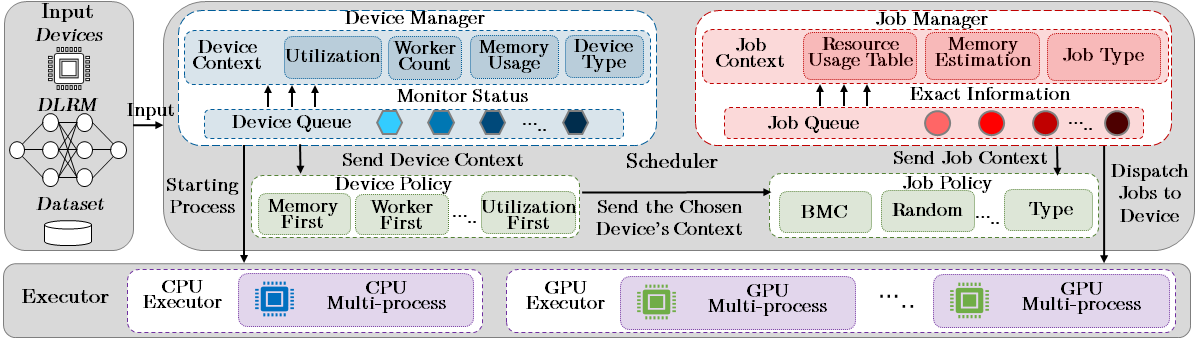 Input
Devices
DLRM
Dataset
Input
Device Manager
Device
Context
Utilization
Worker
Count
Memory
Usage
Device
Type
Monitor Status
Device Queue
.....
Job Manager
Job
Context
Resource
Usage Table
Memory
Estimation
Job Type
Exact Information
Job Queue
.....
Starting
Process
Send Device Context
Scheduler
Send Job Context
Dispatch
Jobs to
Device
Device Policy
Memory
First
Worker
First
.....
Utilization
First
Send the Chosen
Device's Context
Job Policy
BMC
Random
.....
Type
Executor
CPU
Executor
CPU
Multi-process
GPU
Executor
GPU
Multi-process
.....
GPU
Multi-process